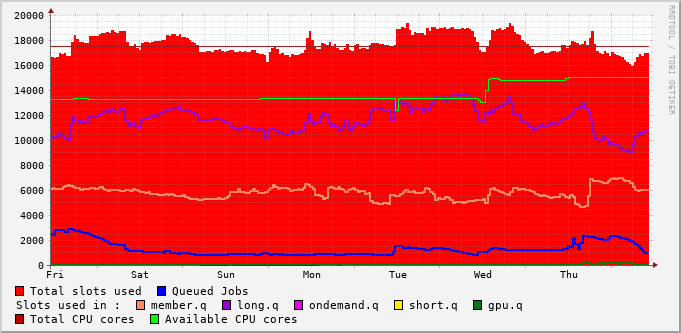 20000
18000
16000
14000
12000
10000
8000
6000
4000
2000
0
Fri Sat Sun Mon Tue Wed Thu
Total slots used Queued Jobs
Slots used in : member.q long.q ondemand.q short.q gpu.q
Total CPU cores Available CPU cores
RRDTOOL / TOBI OETIKER